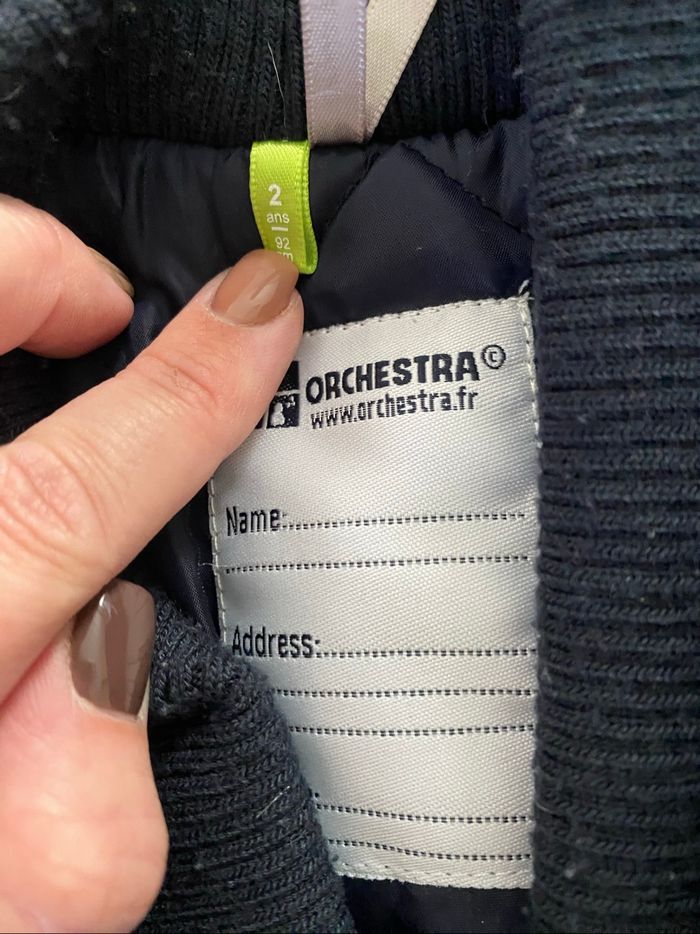 2
ans
92
ORCHESTRA©
www.orchestra.fr
Name:
Address: